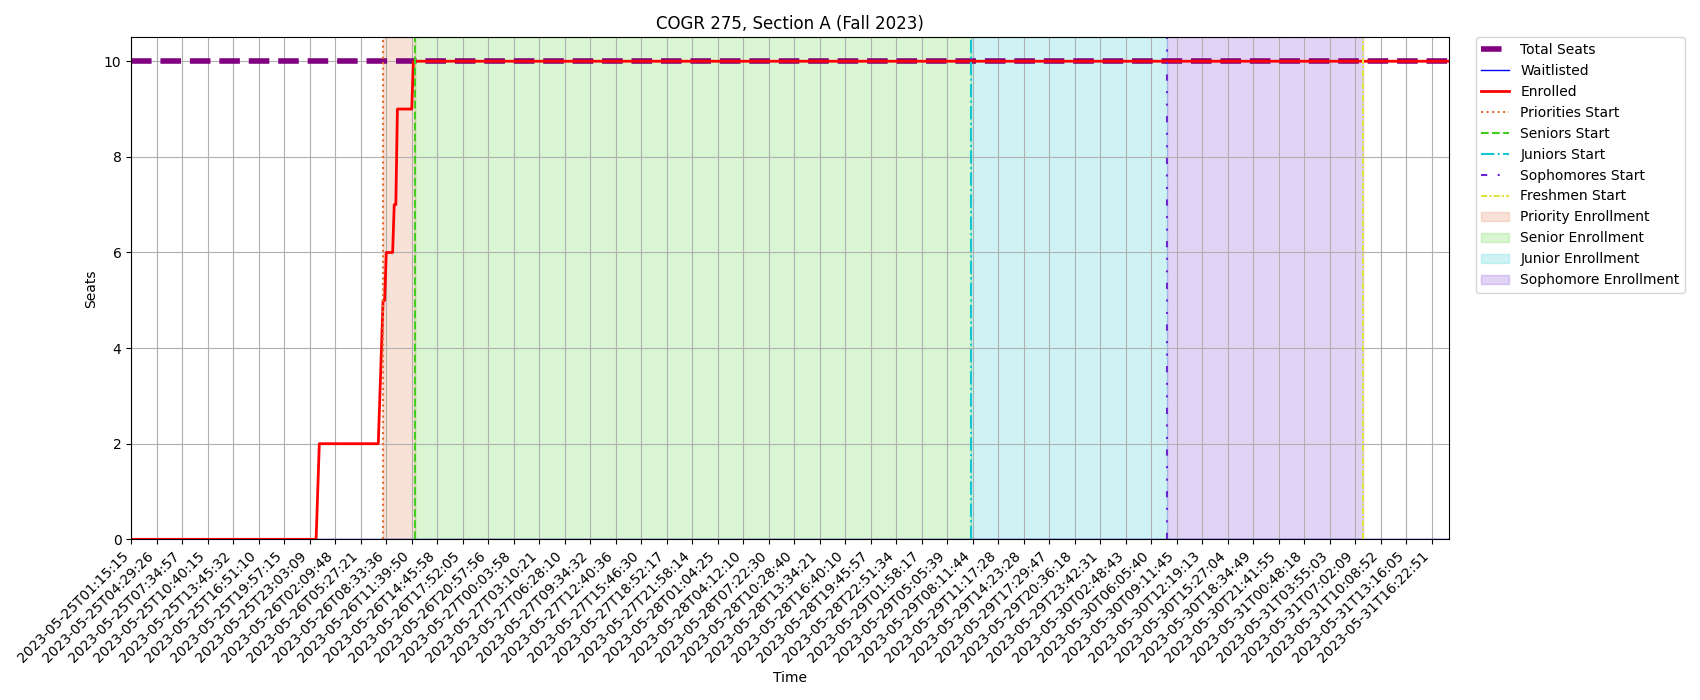 COGR 275, Section A (Fall 2023)
10
8
6
4
2
0
Seats
2023-05-25T01:15:15
2023-05-25T04:29:26
2023-05-25T07:34:57
2023-05-25T10:40:15
2023-05-25T13:45:32
2023-05-25T16:51:10
2023-05-25T19:57:15
2023-05-25T23:03:09
2023-05-26T02:09:48
2023-05-26T05:27:21
2023-05-26T08:33:36
2023-05-26T11:39:50
2023-05-26T14:45:58
2023-05-26T17:52:05
2023-05-26T20:57:56
2023-05-27T00:03:58
2023-05-27T03:10:21
2023-05-27T06:28:10
2023-05-27T09:34:32
2023-05-27T12:40:36
2023-05-27T15:46:30
2023-05-27T18:52:17
2023-05-27T21:58:14
2023-05-28T01:04:25
2023-05-28T04:12:10
2023-05-28T07:22:30
2023-05-28T10:28:40
2023-05-28T13:34:21
2023-05-28T16:40:10
2023-05-28T19:45:57
2023-05-28T22:51:34
2023-05-29T01:58:17
2023-05-29T05:05:39
2023-05-29T08:11:44
2023-05-29T11:17:28
2023-05-29T14:23:28
2023-05-29T17:29:47
2023-05-29T20:36:18
2023-05-29T23:42:31
2023-05-30T02:48:43
2023-05-30T06:05:40
2023-05-30T09:11:45
2023-05-30T12:19:13
2023-05-30T15:27:04
2023-05-30T18:34:49
2023-05-30T21:41:55
2023-05-31T00:48:18
2023-05-31T03:55:03
2023-05-31T07:02:09
2023-05-31T10:08:52
2023-05-31T13:16:05
2023-05-31T16:22:51
Time
Total Seats
Waitlisted
Enrolled
Priorities Start
Seniors Start
Juniors Start
Sophomores Start
Freshmen Start
Priority Enrollment
Senior Enrollment
Junior Enrollment
Sophomore Enrollment